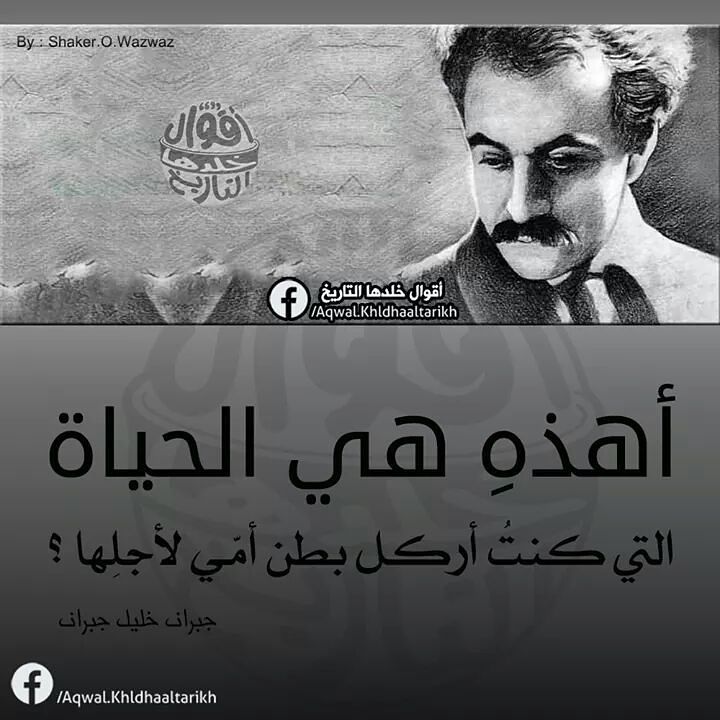 By : Shaker.O.Wazwaz
أقوال
خلدها
التاريخ
أقوال خلدها التاريخ
/Aqwal.Khldhaaltarikh
أهذهِ هي الحياة
التي كنتُ أركل بطن أمّي لأجلِها ؟
جبران خليل جبران
/Aqwal.Khldhaaltarikh